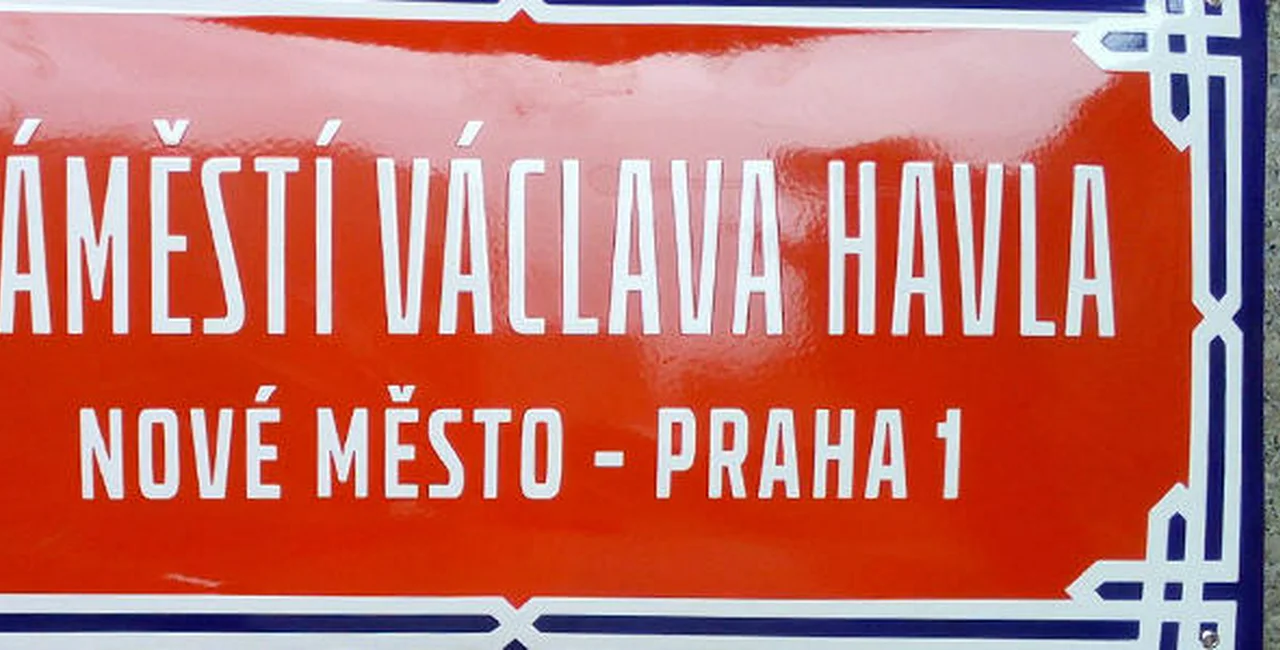 ÁMĚSTÍ VÁCLAVA HAVLA
NOVÉ MĚSTO - PRAHA 1